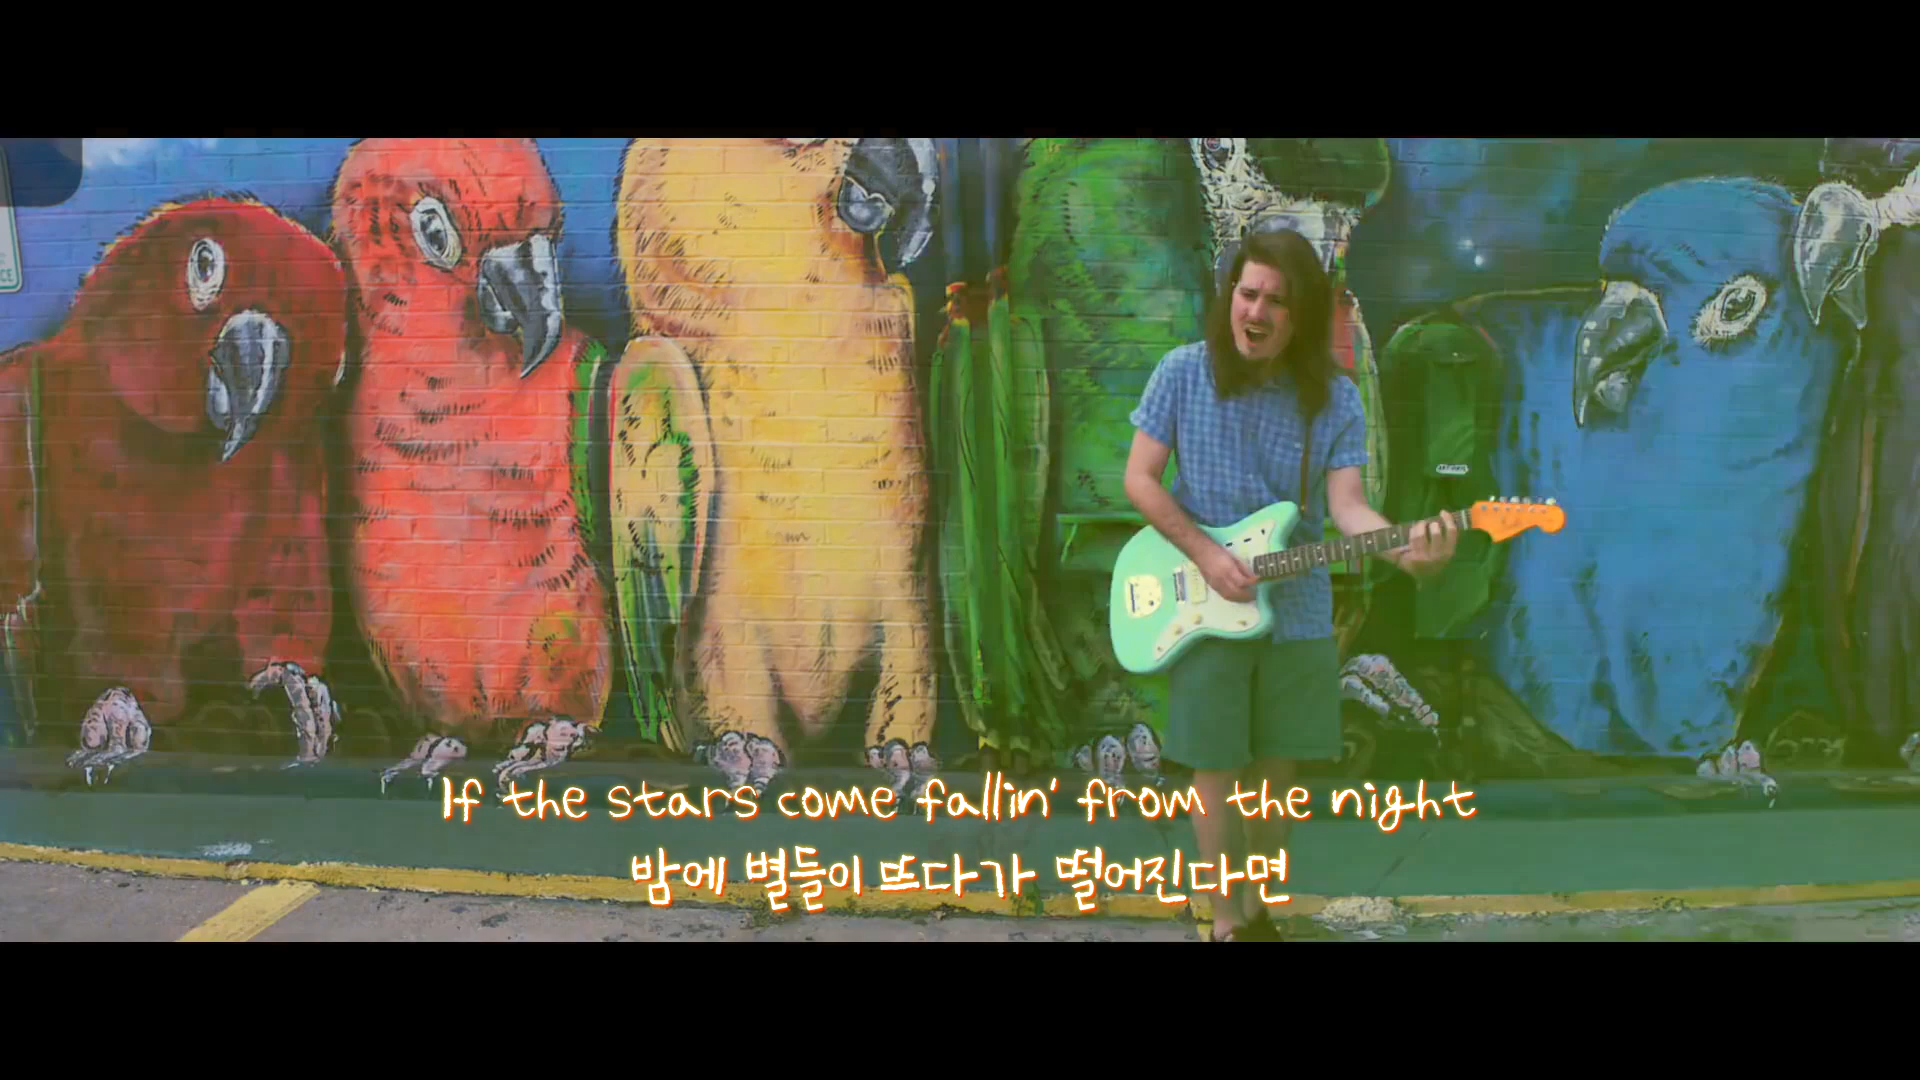 If the stars come fallin' from the night
밤에 별들이 뜨다가 떨어진다면